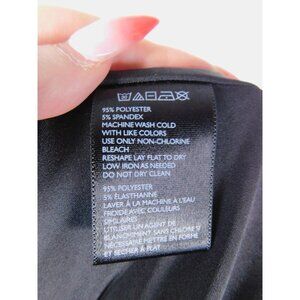 95% POLYESTER
5% SPANDEX
MACHINE WASH COLD
WITH LIKE COLORS
USE ONLY NON-CHLORINE
BLEACH
RESHAPE LAY FLAT TO DRY
LOW IRON AS NEEDED
DO NOT DRY CLEAN
95% POLYESTER
5% ÉLASTHANNE
LAVER À LA MACHINE À L'EAU
FROIDE AVEC COULEURS
SIMILAIRES
UTILISER UN AGENT DE
BLANCHIMENT SANS CHLORE SI
NÉCESSAIRE METTRE EN FORME
ET SÉCHER À PLAT